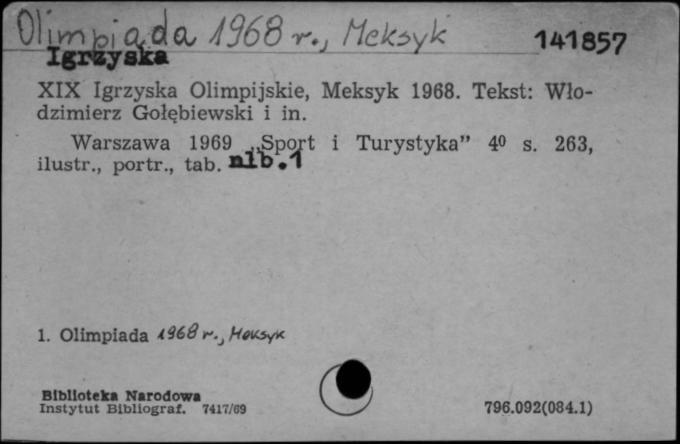 Olimpiada 1968 r., Meksyk 141857
Igrzyska
XIX Igrzyska Olimpijskie, Meksyk 1968. Tekst: Wło-
dzimierz Gołębiewski i in.
Warszawa 1969 „Sport i Turystyka” 4⁰ s. 263,
ilustr., portr., tab. nlb.1
1. Olimpiada 1968 r., Meksyk
Biblioteka Narodowa
Instytut Bibliograf. 7417/69 796.092(084.1)